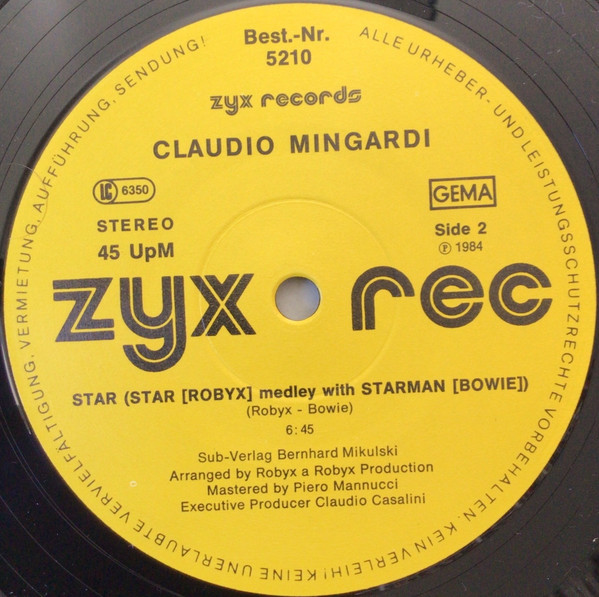 ALLE URHEBER- UND LEISTUNGSSCHUTZRECHTE VORBEHALTEN. KEIN VERLEIH! KEINE UNERLAUBTE VERVIELFÄLTIGUNG, VERMIETUNG, AUFFÜHRUNG, SENDUNG!
Best.-Nr.
5210
zyx records
CLAUDIO MINGARDI
LC 6350
GEMA
STEREO
Side 2
45 UpM
℗ 1984
zyx rec
STAR (STAR [ROBYX] medley with STARMAN [BOWIE])
(Robyx - Bowie)
6:45
Sub-Verlag Bernhard Mikulski
Arranged by Robyx a Robyx Production
Mastered by Piero Mannucci
Executive Producer Claudio Casalini